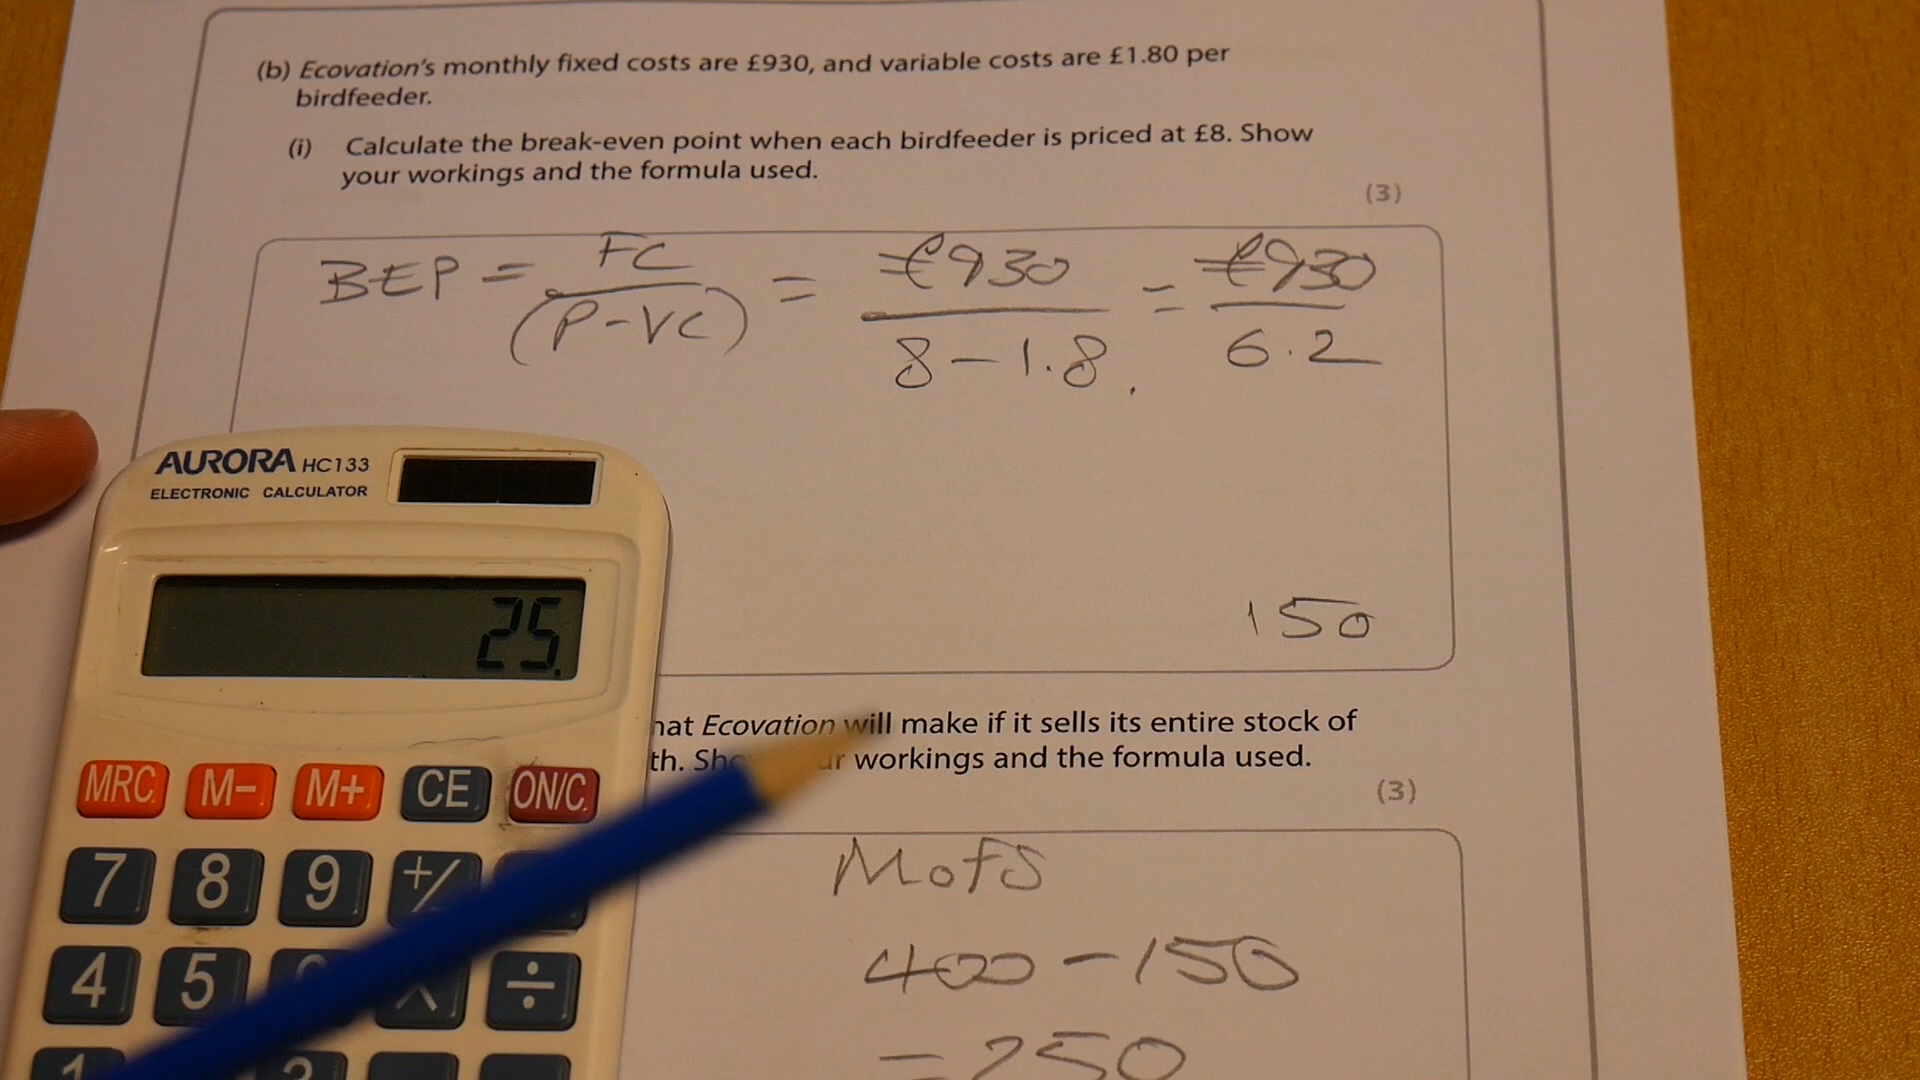 (b) Ecovation's monthly fixed costs are £930, and variable costs are £1.80 per
birdfeeder.
(i) Calculate the break-even point when each birdfeeder is priced at £8. Show
your workings and the formula used.
(3)
BEP = FC = £930 = £930
(P-VC) 8-1.8 6.2
150
AURORA HC133
ELECTRONIC CALCULATOR
25.
hat Ecovation will make if it sells its entire stock of
th. workings and the formula used.
(3)
MRC M- M+ CE ON/C
MofS
7 8 9 +/
400 - 150
4 5 X ÷
= 250
1